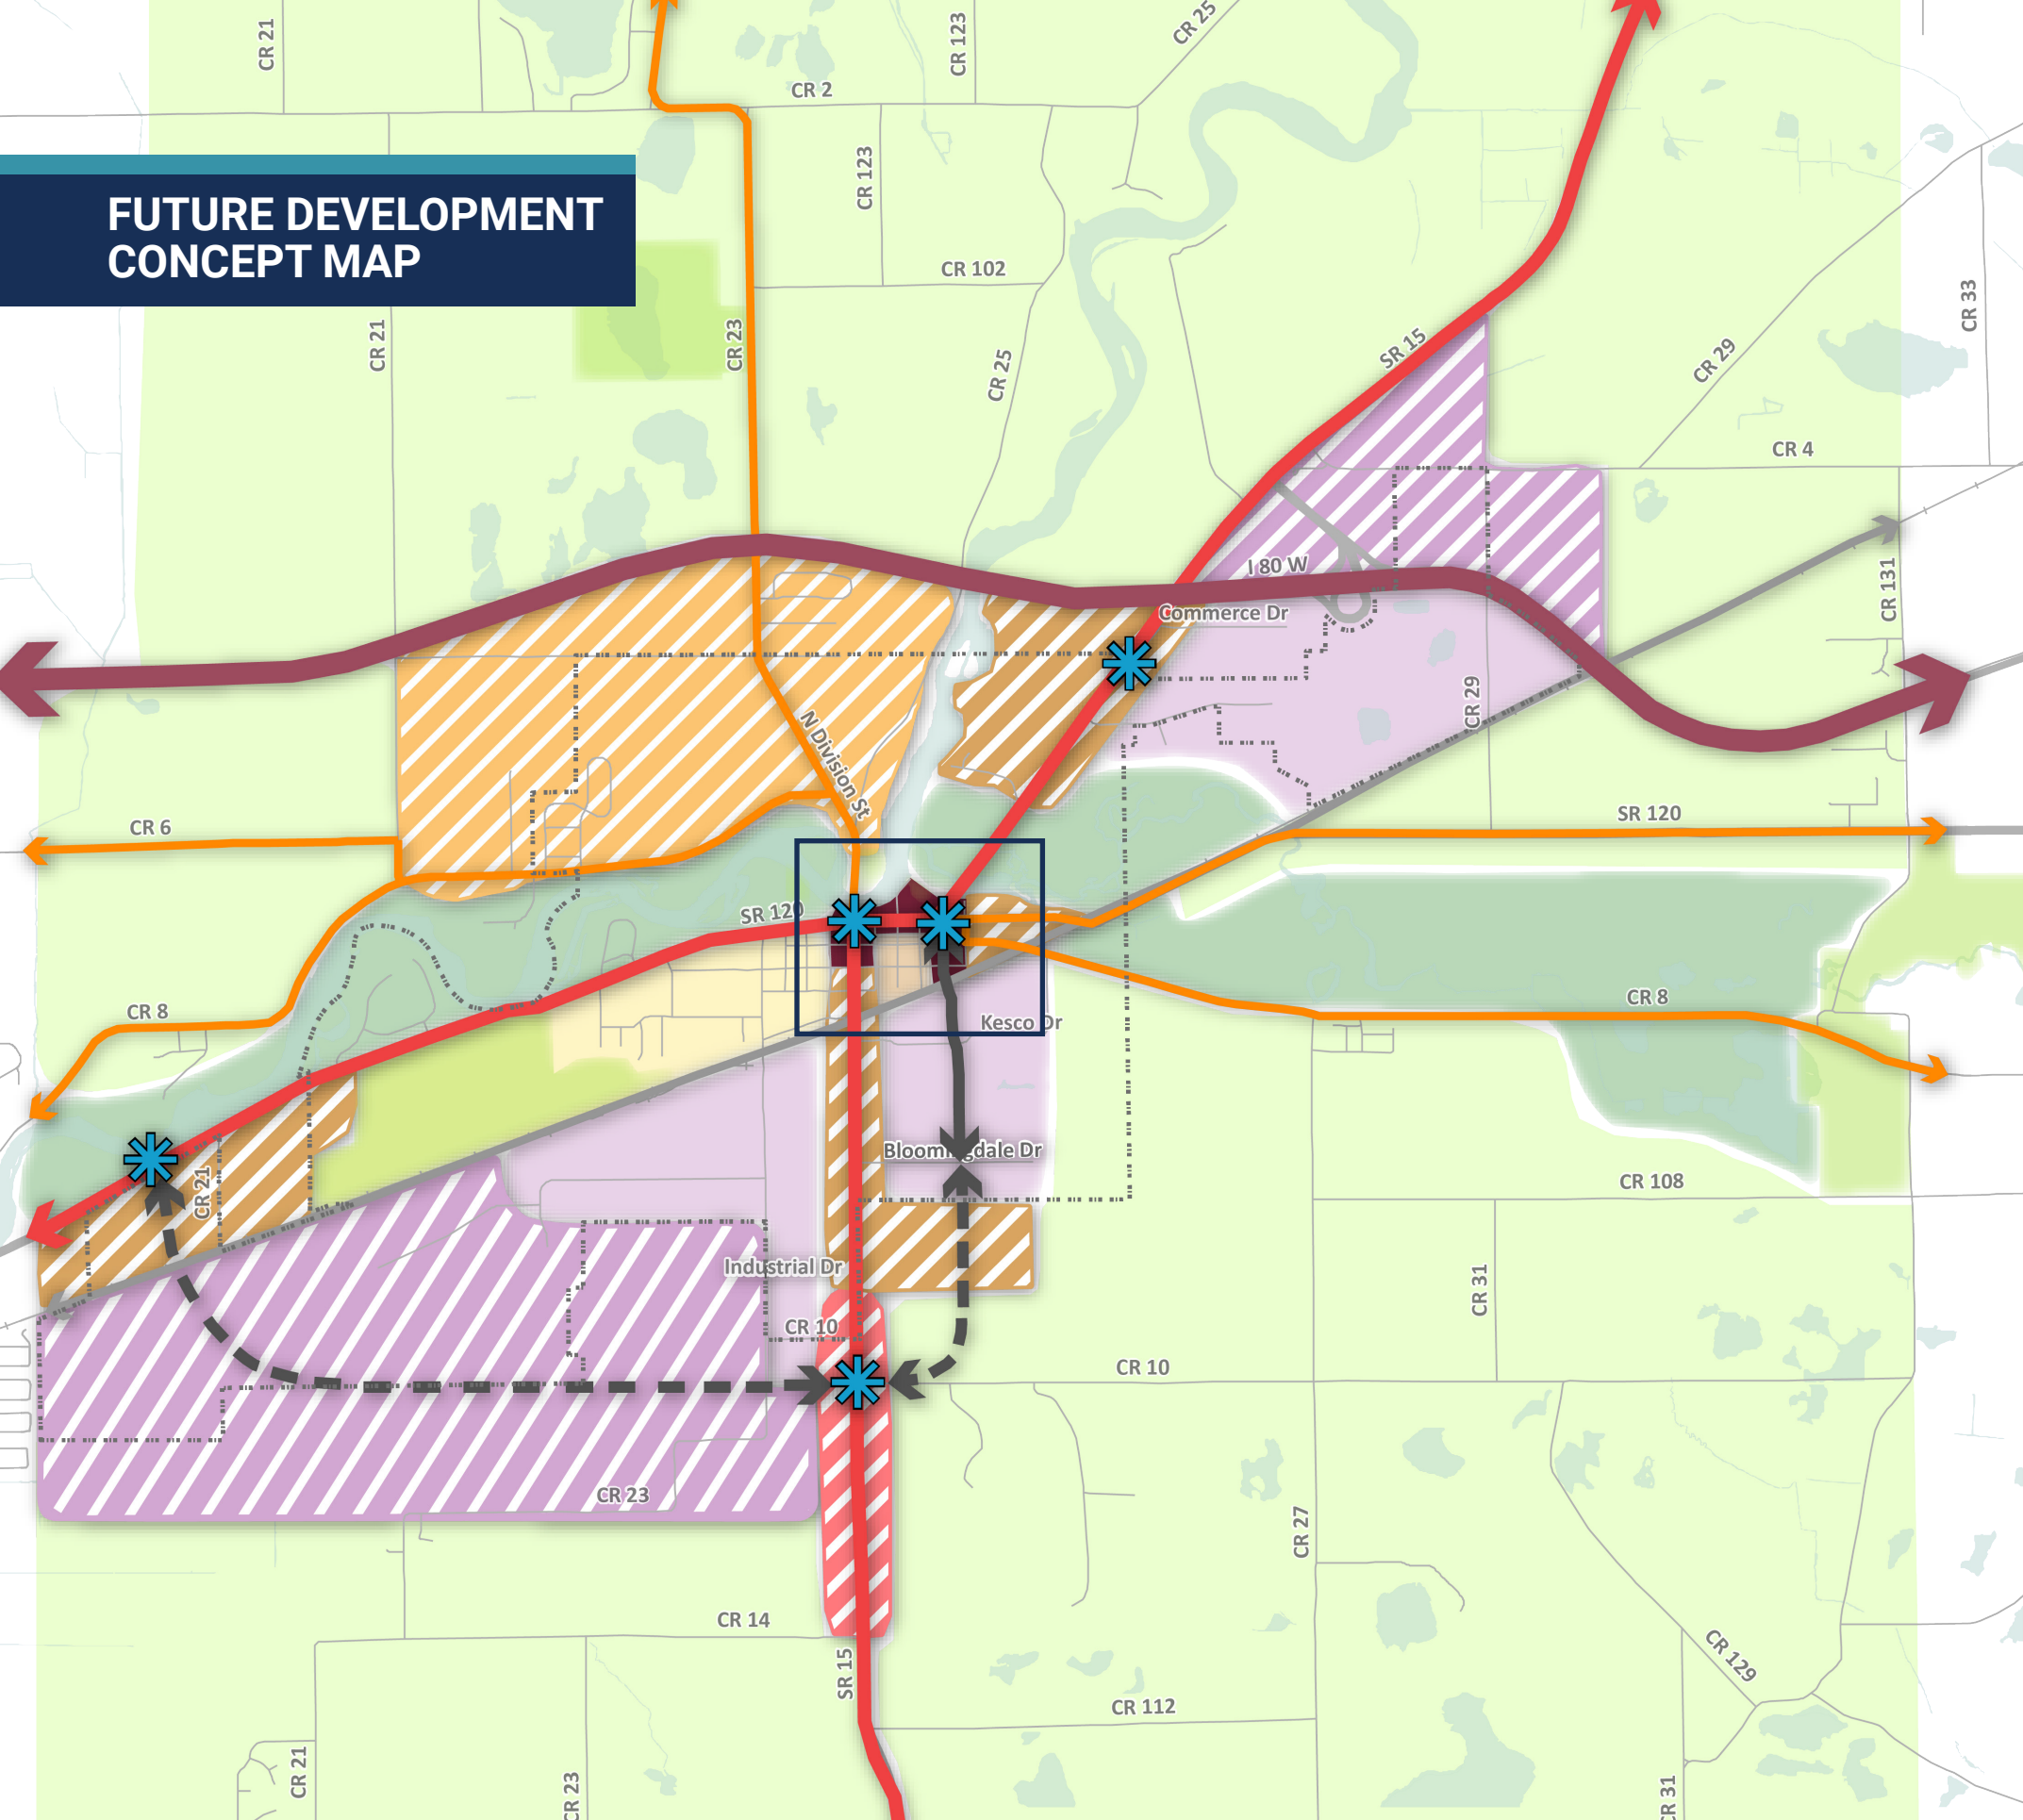 CR 21
CR 123
CR 25
CR 2
CR 123
FUTURE DEVELOPMENT
CONCEPT MAP
CR 102
CR 21
CR 23
CR 25
SR 15
CR 29
CR 33
CR 4
I 80 W
Commerce Dr
CR 131
CR 29
N Division St
CR 6
SR 120
SR 120
CR 8
CR 8
Kesco Dr
Bloomingdale Dr
CR 21
CR 108
Industrial Dr
CR 31
CR 10
CR 10
CR 23
CR 27
CR 14
SR 15
CR 129
CR 112
CR 21
CR 23
CR 31